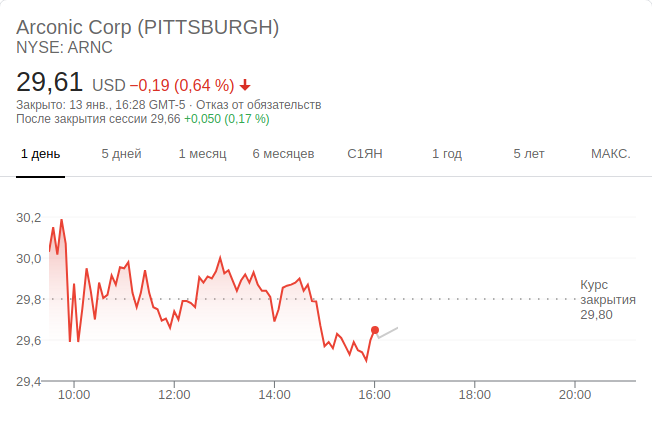 Arconic Corp (PITTSBURGH)
NYSE: ARNC
29,61 USD −0,19 (0,64 %)
Закрыто: 13 янв., 16:28 GMT-5 · Отказ от обязательств
После закрытия сессии 29,66 +0,050 (0,17 %)
1 день 5 дней 1 месяц 6 месяцев С1ЯН 1 год 5 лет МАКС.
30,2
30,0
29,8
29,6
29,4
Курс
закрытия
29,80
10:00 12:00 14:00 16:00 18:00 20:00